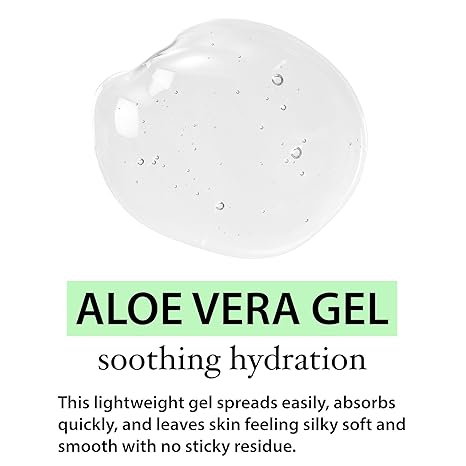 ALOE VERA GEL
soothing hydration
This lightweight gel spreads easily, absorbs
quickly, and leaves skin feeling silky soft and
smooth with no sticky residue.